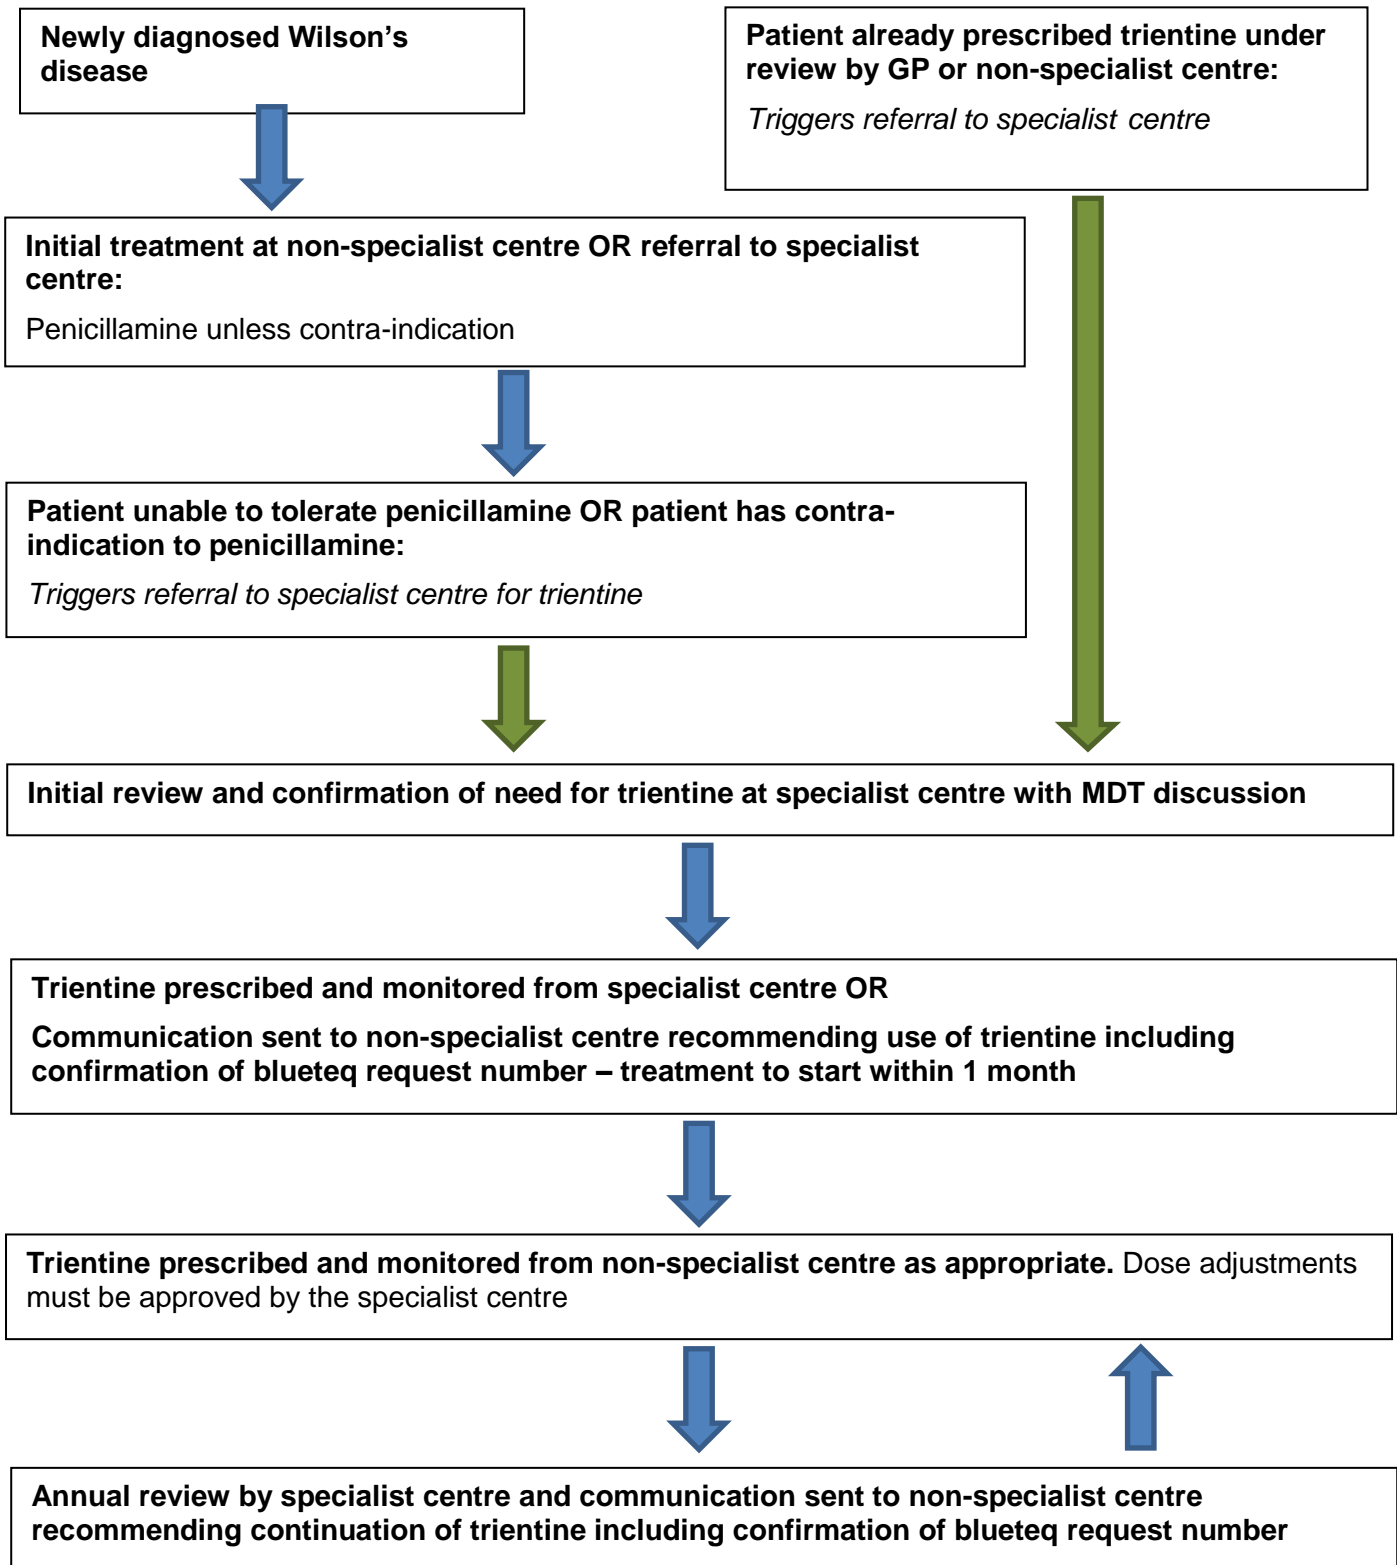 Newly diagnosed Wilson's
disease
Patient already prescribed trientine under
review by GP or non-specialist centre:
Triggers referral to specialist centre
Initial treatment at non-specialist centre OR referral to specialist
centre:
Penicillamine unless contra-indication
Patient unable to tolerate penicillamine OR patient has contra-
indication to penicillamine:
Triggers referral to specialist centre for trientine
Initial review and confirmation of need for trientine at specialist centre with MDT discussion
Trientine prescribed and monitored from specialist centre OR
Communication sent to non-specialist centre recommending use of trientine including
confirmation of blueteq request number – treatment to start within 1 month
Trientine prescribed and monitored from non-specialist centre as appropriate. Dose adjustments
must be approved by the specialist centre
Annual review by specialist centre and communication sent to non-specialist centre
recommending continuation of trientine including confirmation of blueteq request number